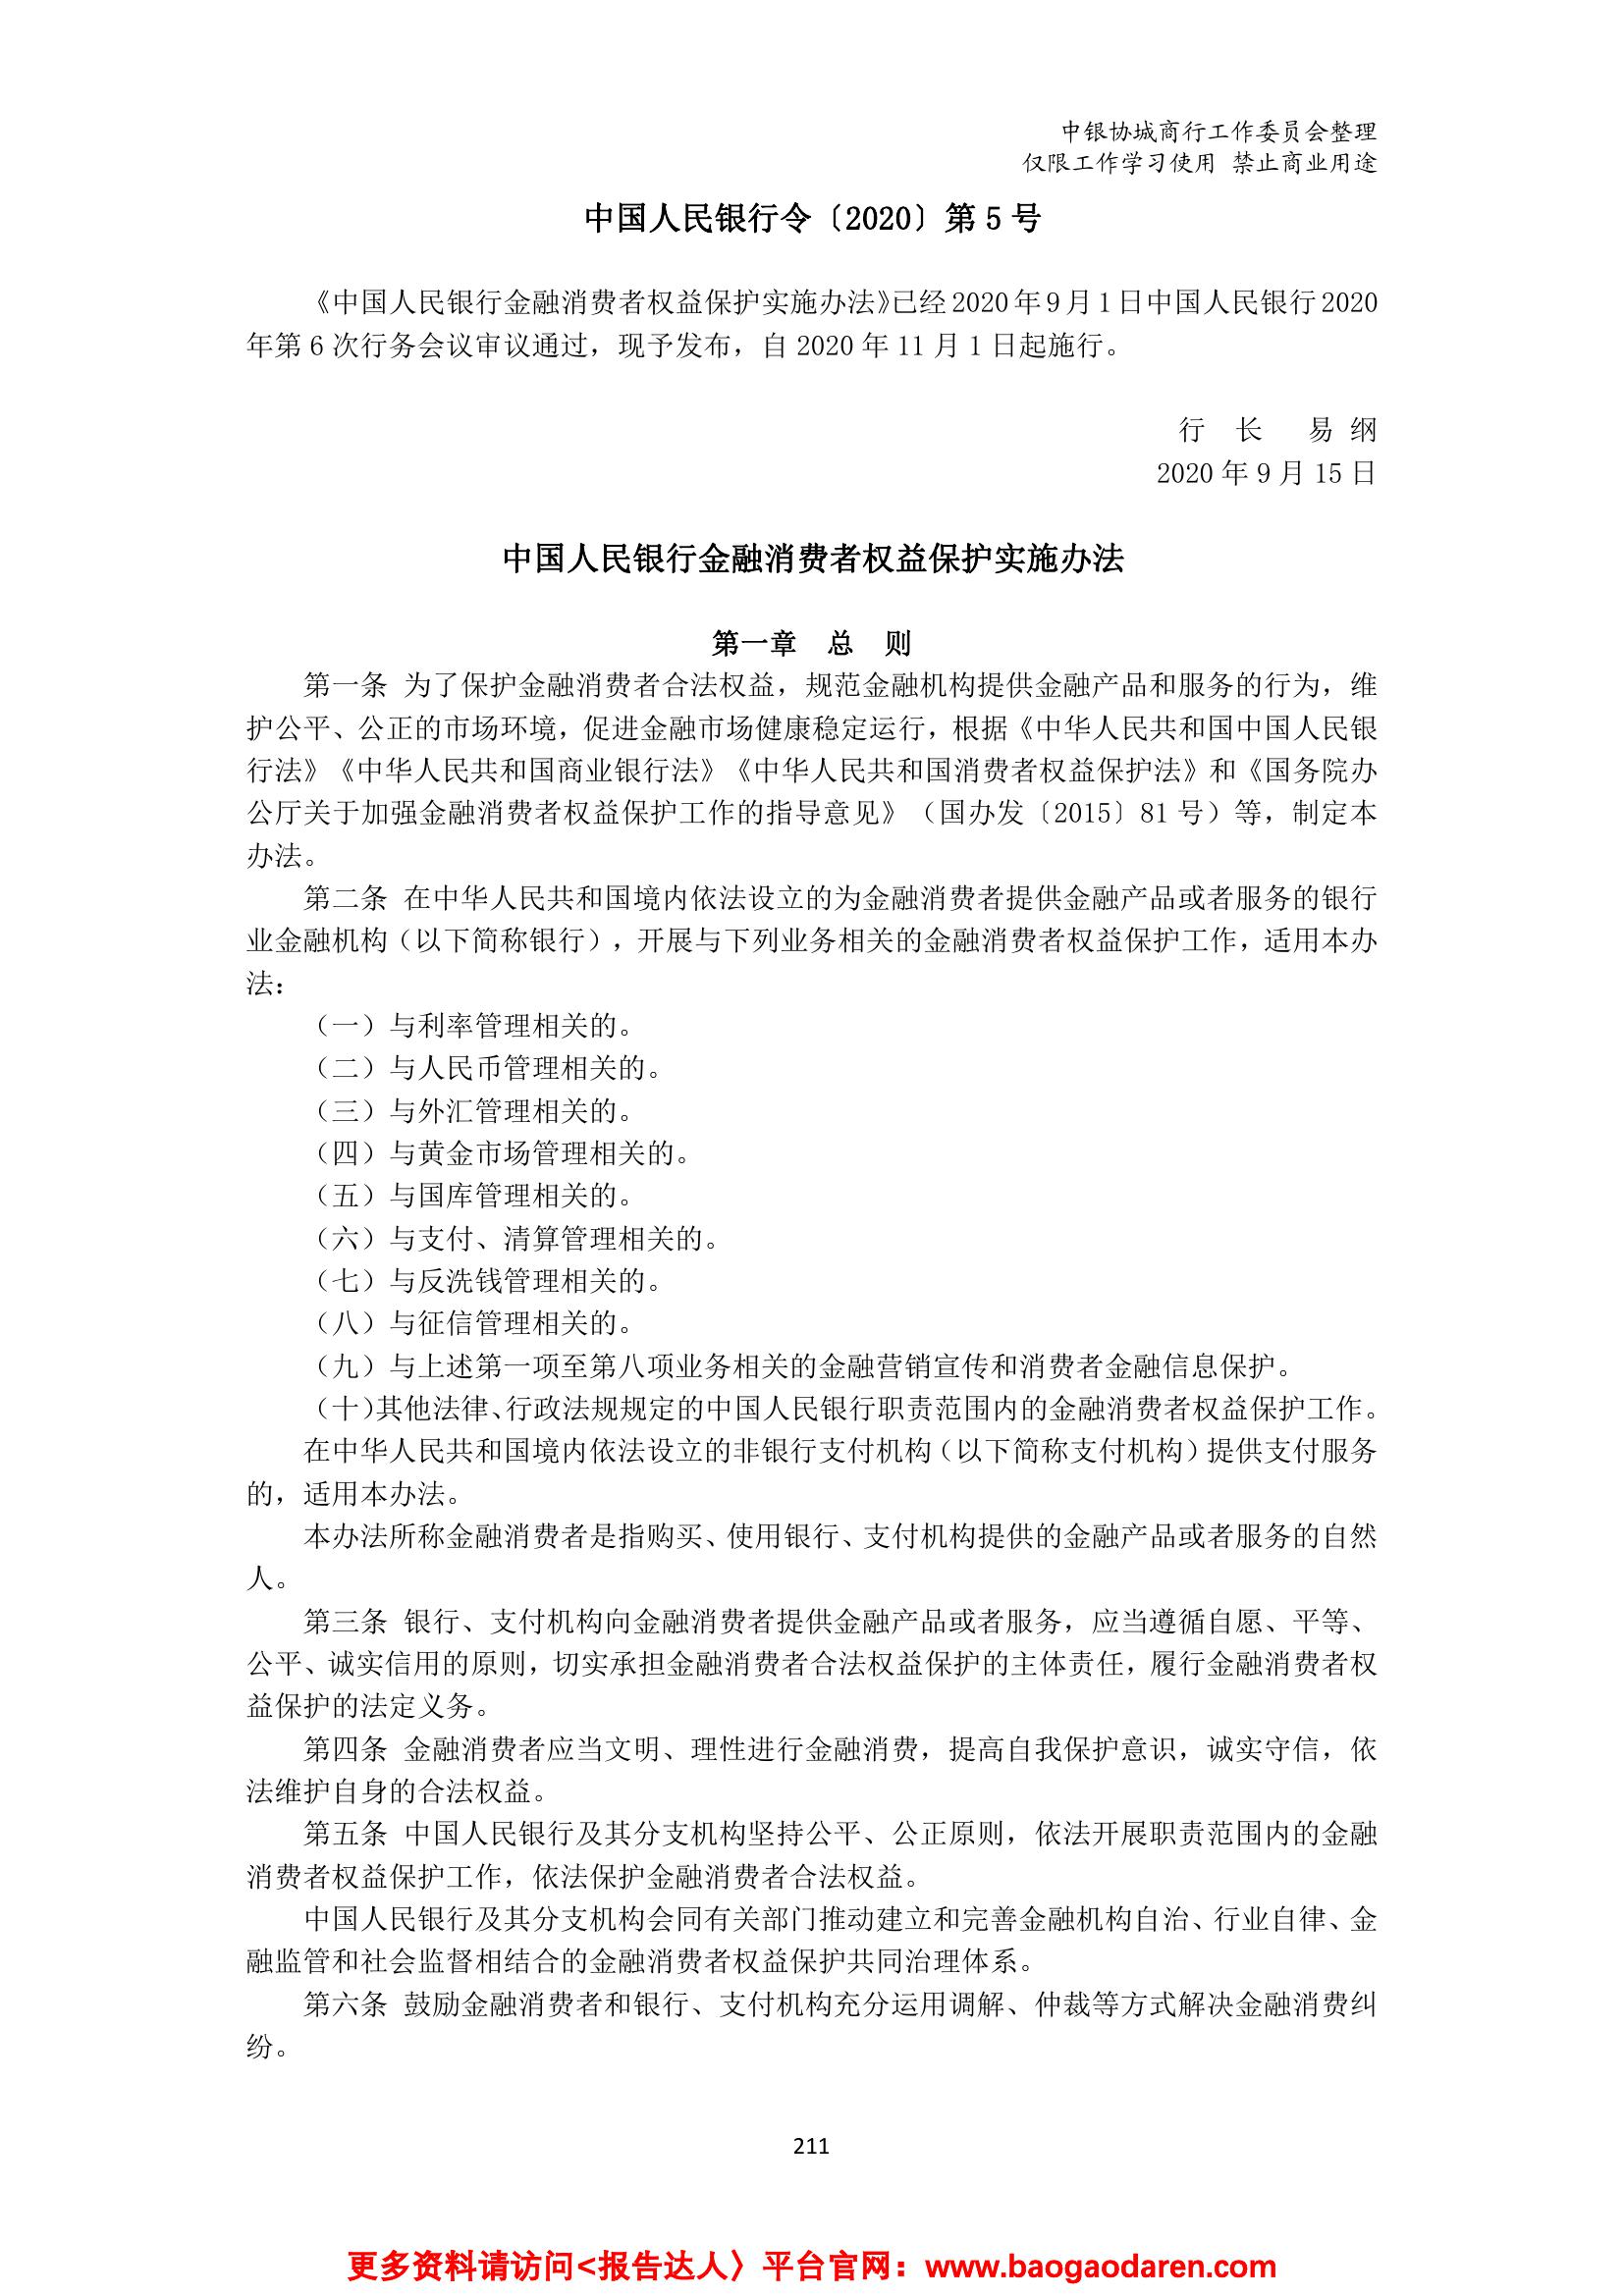 中银协城商行工作委员会整理
仅限工作学习使用 禁止商业用途
中国人民银行令〔2020〕第 5 号
《中国人民银行金融消费者权益保护实施办法》已经2020年9月1日中国人民银行2020
年第 6 次行务会议审议通过，现予发布，自 2020 年 11 月 1 日起施行。
行 长 易 纲
2020 年 9 月 15 日
中国人民银行金融消费者权益保护实施办法
第一章 总 则
第一条 为了保护金融消费者合法权益，规范金融机构提供金融产品和服务的行为，维
护公平、公正的市场环境，促进金融市场健康稳定运行，根据《中华人民共和国中国人民银
行法》《中华人民共和国商业银行法》《中华人民共和国消费者权益保护法》和《国务院办
公厅关于加强金融消费者权益保护工作的指导意见》（国办发〔2015〕81 号）等，制定本
办法。
第二条 在中华人民共和国境内依法设立的为金融消费者提供金融产品或者服务的银行
业金融机构（以下简称银行），开展与下列业务相关的金融消费者权益保护工作，适用本办
法：
（一）与利率管理相关的。
（二）与人民币管理相关的。
（三）与外汇管理相关的。
（四）与黄金市场管理相关的。
（五）与国库管理相关的。
（六）与支付、清算管理相关的。
（七）与反洗钱管理相关的。
（八）与征信管理相关的。
（九）与上述第一项至第八项业务相关的金融营销宣传和消费者金融信息保护。
（十）其他法律、行政法规规定的中国人民银行职责范围内的金融消费者权益保护工作。
在中华人民共和国境内依法设立的非银行支付机构（以下简称支付机构）提供支付服务
的，适用本办法。
本办法所称金融消费者是指购买、使用银行、支付机构提供的金融产品或者服务的自然
人。
第三条 银行、支付机构向金融消费者提供金融产品或者服务，应当遵循自愿、平等、
公平、诚实信用的原则，切实承担金融消费者合法权益保护的主体责任，履行金融消费者权
益保护的法定义务。
第四条 金融消费者应当文明、理性进行金融消费，提高自我保护意识，诚实守信，依
法维护自身的合法权益。
第五条 中国人民银行及其分支机构坚持公平、公正原则，依法开展职责范围内的金融
消费者权益保护工作，依法保护金融消费者合法权益。
中国人民银行及其分支机构会同有关部门推动建立和完善金融机构自治、行业自律、金
融监管和社会监督相结合的金融消费者权益保护共同治理体系。
第六条 鼓励金融消费者和银行、支付机构充分运用调解、仲裁等方式解决金融消费纠
纷。
211
更多资料请访问<报告达人〉平台官网：www.baogaodaren.com